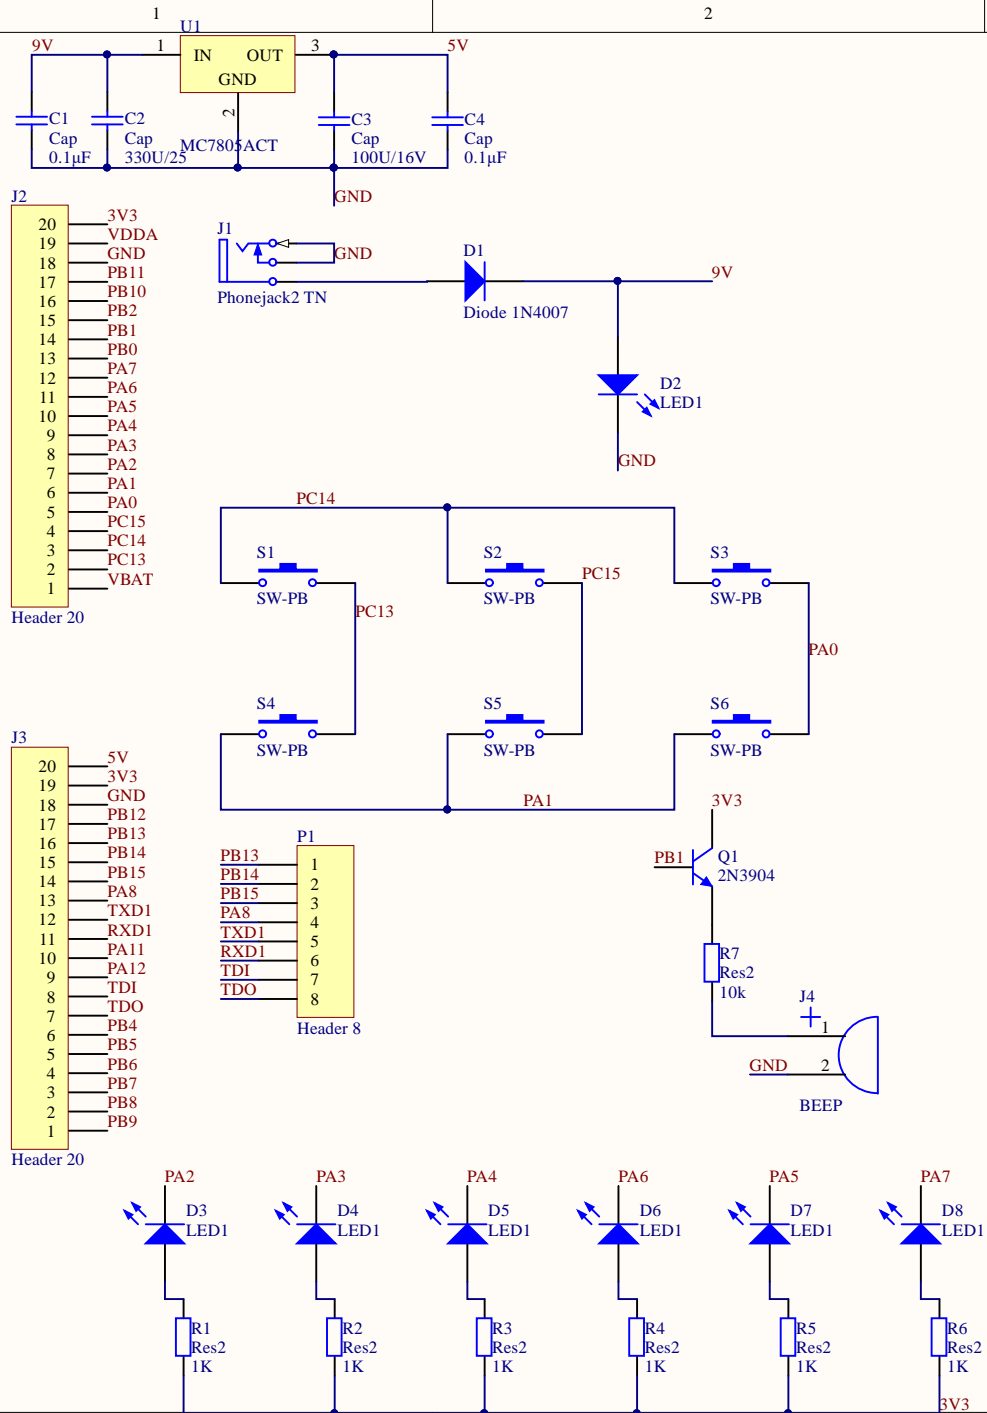 1
2
U1
9V
1
IN
OUT
GND
2
3
5V
C1
Cap
0.1μF
C2
Cap
330U/25
MC7805ACT
C3
Cap
100U/16V
C4
Cap
0.1μF
GND
J2
20 3V3
19 VDDA
18 GND
17 PB11
16 PB10
15 PB2
14 PB1
13 PB0
12 PA7
11 PA6
10 PA5
9 PA4
8 PA3
7 PA2
6 PA1
5 PA0
4 PC15
3 PC14
2 PC13
1 VBAT
Header 20
J1
GND
Phonejack2 TN
D1
Diode 1N4007
9V
D2
LED1
GND
PC14
S1
SW-PB
S2
SW-PB
S3
SW-PB
PC13
PC15
PA0
S4
SW-PB
S5
SW-PB
S6
SW-PB
PA1
J3
20 5V
19 3V3
18 GND
17 PB12
16 PB13
15 PB14
14 PB15
13 PA8
12 TXD1
11 RXD1
10 PA11
9 PA12
8 TDI
7 TDO
6 PB4
5 PB5
4 PB6
3 PB7
2 PB8
1 PB9
Header 20
P1
PB13 1
PB14 2
PB15 3
PA8 4
TXD1 5
RXD1 6
TDI 7
TDO 8
Header 8
3V3
PB1
Q1
2N3904
R7
Res2
10k
J4
1
GND 2
BEEP
PA2
D3
LED1
R1
Res2
1K
PA3
D4
LED1
R2
Res2
1K
PA4
D5
LED1
R3
Res2
1K
PA6
D6
LED1
R4
Res2
1K
PA5
D7
LED1
R5
Res2
1K
PA7
D8
LED1
R6
Res2
1K
3V3